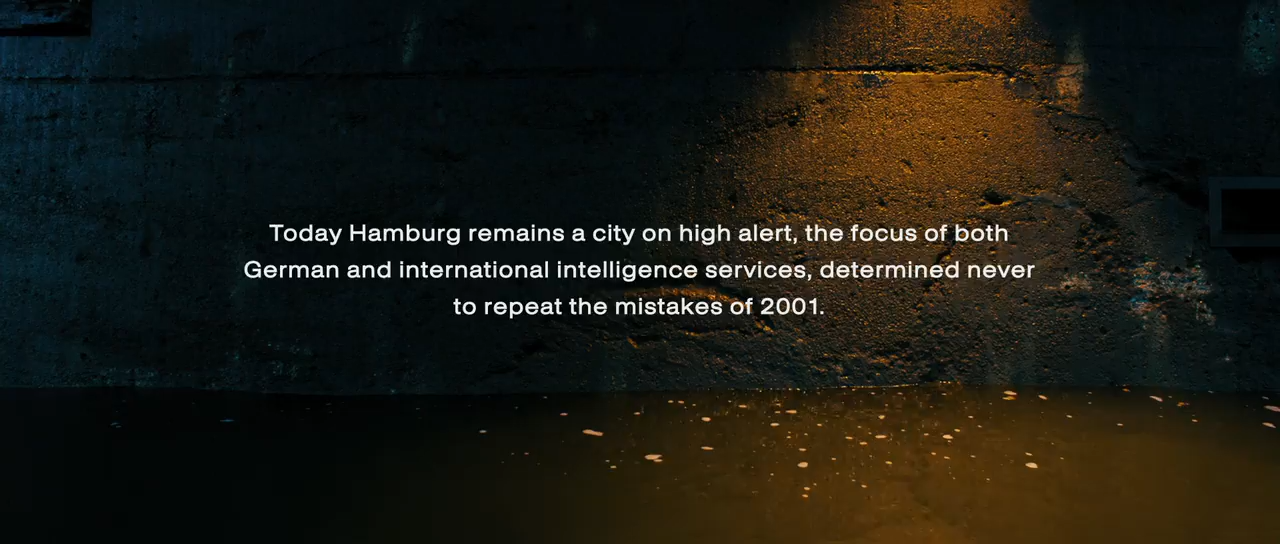 Today Hamburg remains a city on high alert, the focus of both
German and international intelligence services, determined never
to repeat the mistakes of 2001.